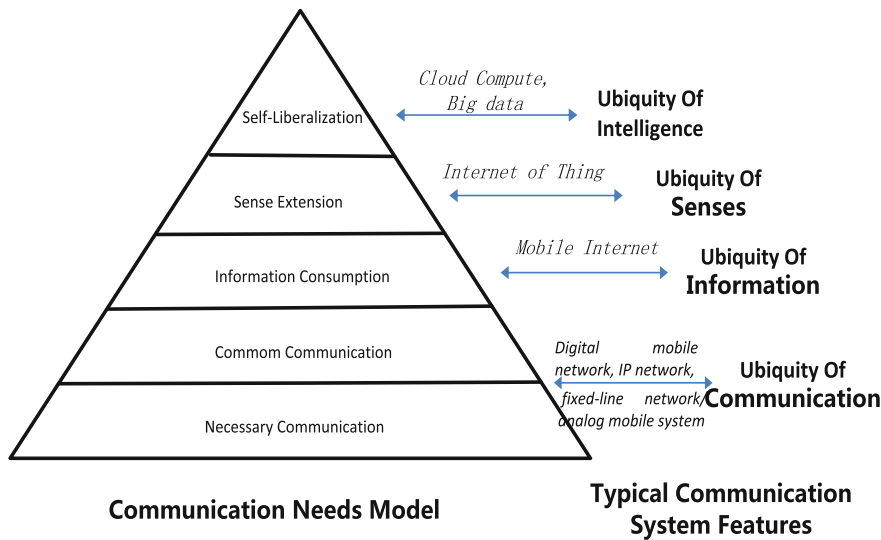 Cloud Compute,
Big data
Ubiquity Of
Intelligence
Self-Liberalization
Internet of Thing
Ubiquity Of
Senses
Sense Extension
Mobile Internet
Ubiquity Of
Information
Information Consumption
Digital mobile
network, IP network,
Ubiquity Of
Communication
Commom Communication
fixed-line network/
analog mobile system
Necessary Communication
Communication Needs Model
Typical Communication
System Features